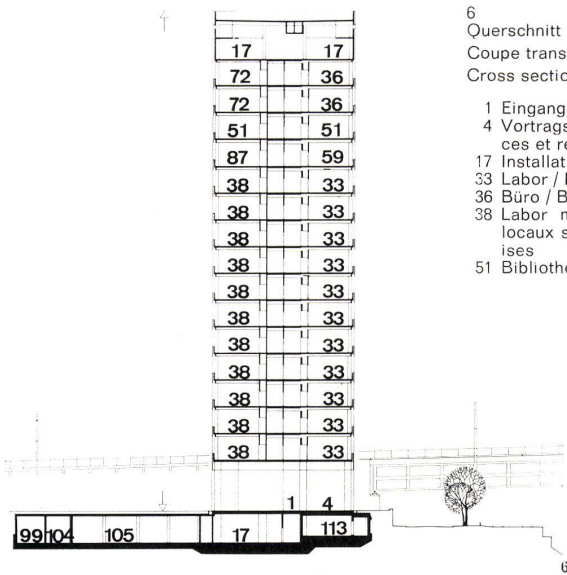 6
Querschnitt
Coupe trans
Cross sectio
1 Eingang
4 Vortrags
ces et re
17 Installat
33 Labor /
36 Büro / B
38 Labor
locaux s
ises
51 Bibliothe
17 17
72 36
72 36
51 51
87 59
38 33
38 33
38 33
38 33
38 33
38 33
38 33
38 33
38 33
38 33
38 33
1 4
99 104 105 17 113
6